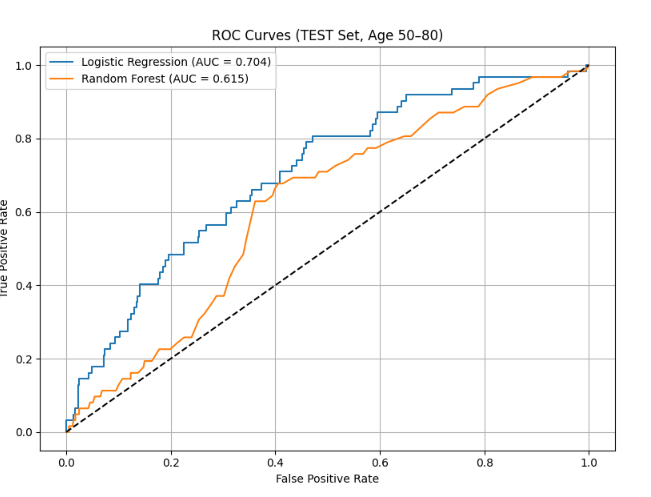 ROC Curves (TEST Set, Age 50–80)
Logistic Regression (AUC = 0.704)
Random Forest (AUC = 0.615)
1.0
0.8
0.6
0.4
0.2
0.0
True Positive Rate
0.0 0.2 0.4 0.6 0.8 1.0
False Positive Rate